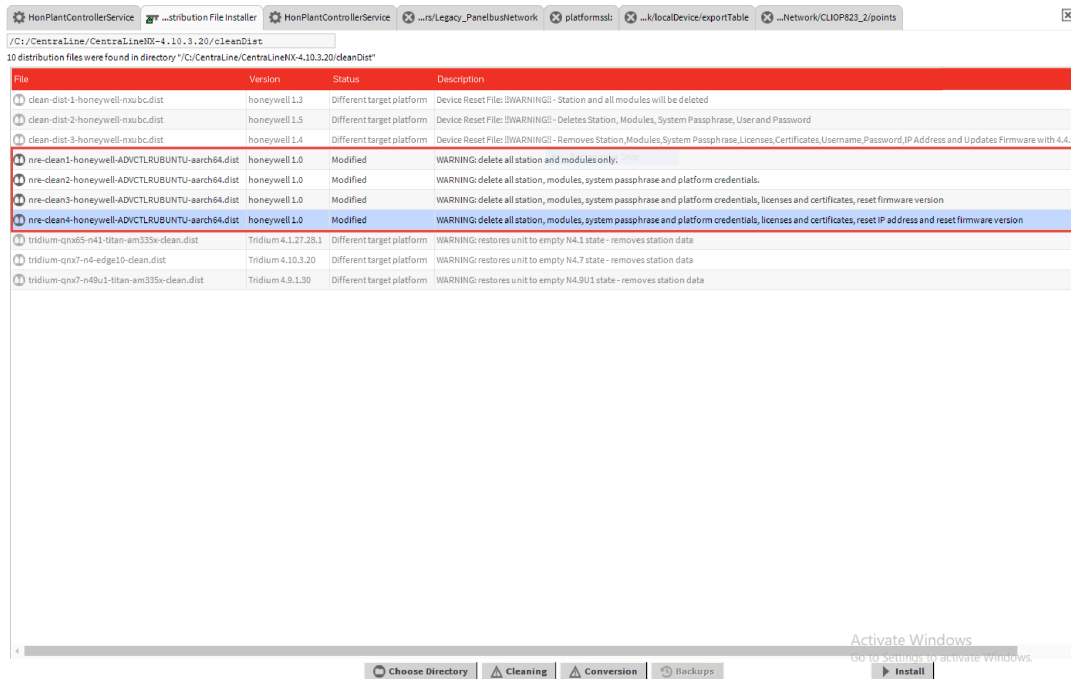 HonPlantControllerService ...stribution File Installer HonPlantControllerService ...rs/Legacy_PanelbusNetwork platformssl: ...k/localDevice/exportTable ...Network/CLIOP823_2/points
/C:/CentraLine/CentraLineNX-4.10.3.20/cleanDist
10 distribution files were found in directory "/C:/CentraLine/CentraLineNX-4.10.3.20/cleanDist"
File Version Status Description
clean-dist-1-honeywell-nxubc.dist honeywell 1.3 Different target platform Device Reset File: !!WARNING!! - Station and all modules will be deleted
clean-dist-2-honeywell-nxubc.dist honeywell 1.5 Different target platform Device Reset File: !!WARNING!! - Deletes Station, Modules, System Passphrase, User and Password
clean-dist-3-honeywell-nxubc.dist honeywell 1.4 Different target platform Device Reset File: !!WARNING!! - Removes Station,Modules,System Passphrase,Licenses,Certificates,Username,Password,IP Address and Updates Firmware with 4.4.
nre-clean1-honeywell-ADVCTLRUBUNTU-aarch64.dist honeywell 1.0 Modified WARNING: delete all station and modules only.
nre-clean2-honeywell-ADVCTLRUBUNTU-aarch64.dist honeywell 1.0 Modified WARNING: delete all station, modules, system passphrase and platform credentials.
nre-clean3-honeywell-ADVCTLRUBUNTU-aarch64.dist honeywell 1.0 Modified WARNING: delete all station, modules, system passphrase and platform credentials, licenses and certificates, reset firmware version
nre-clean4-honeywell-ADVCTLRUBUNTU-aarch64.dist honeywell 1.0 Modified WARNING: delete all station, modules, system passphrase and platform credentials, licenses and certificates, reset IP address and reset firmware version
tridium-qnx65-n41-titan-am335x-clean.dist Tridium 4.1.27.28.1 Different target platform WARNING: restores unit to empty N4.1 state - removes station data
tridium-qnx7-n4-edge10-clean.dist Tridium 4.10.3.20 Different target platform WARNING: restores unit to empty N4.7 state - removes station data
tridium-qnx7-n49u1-titan-am335x-clean.dist Tridium 4.9.1.30 Different target platform WARNING: restores unit to empty N4.9U1 state - removes station data
Activate Windows
Go to Settings to activate Windows.
Choose Directory Cleaning Conversion Backups Install